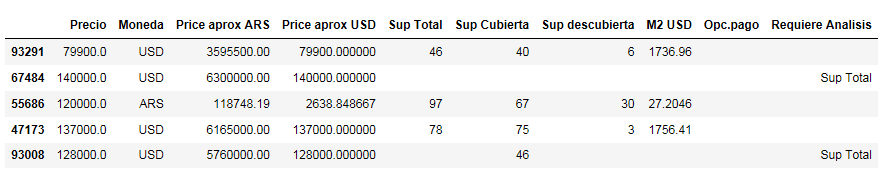 Precio Moneda Price aprox ARS Price aprox USD Sup Total Sup Cubierta Sup descubierta M2 USD Opc.pago Requiere Analisis
93291 79900.0 USD 3595500.00 79900.000000 46 40 6 1736.96
67484 140000.0 USD 6300000.00 140000.000000 Sup Total
55686 120000.0 ARS 118748.19 2638.848667 97 67 30 27.2046
47173 137000.0 USD 6165000.00 137000.000000 78 75 3 1756.41
93008 128000.0 USD 5760000.00 128000.000000 46 Sup Total